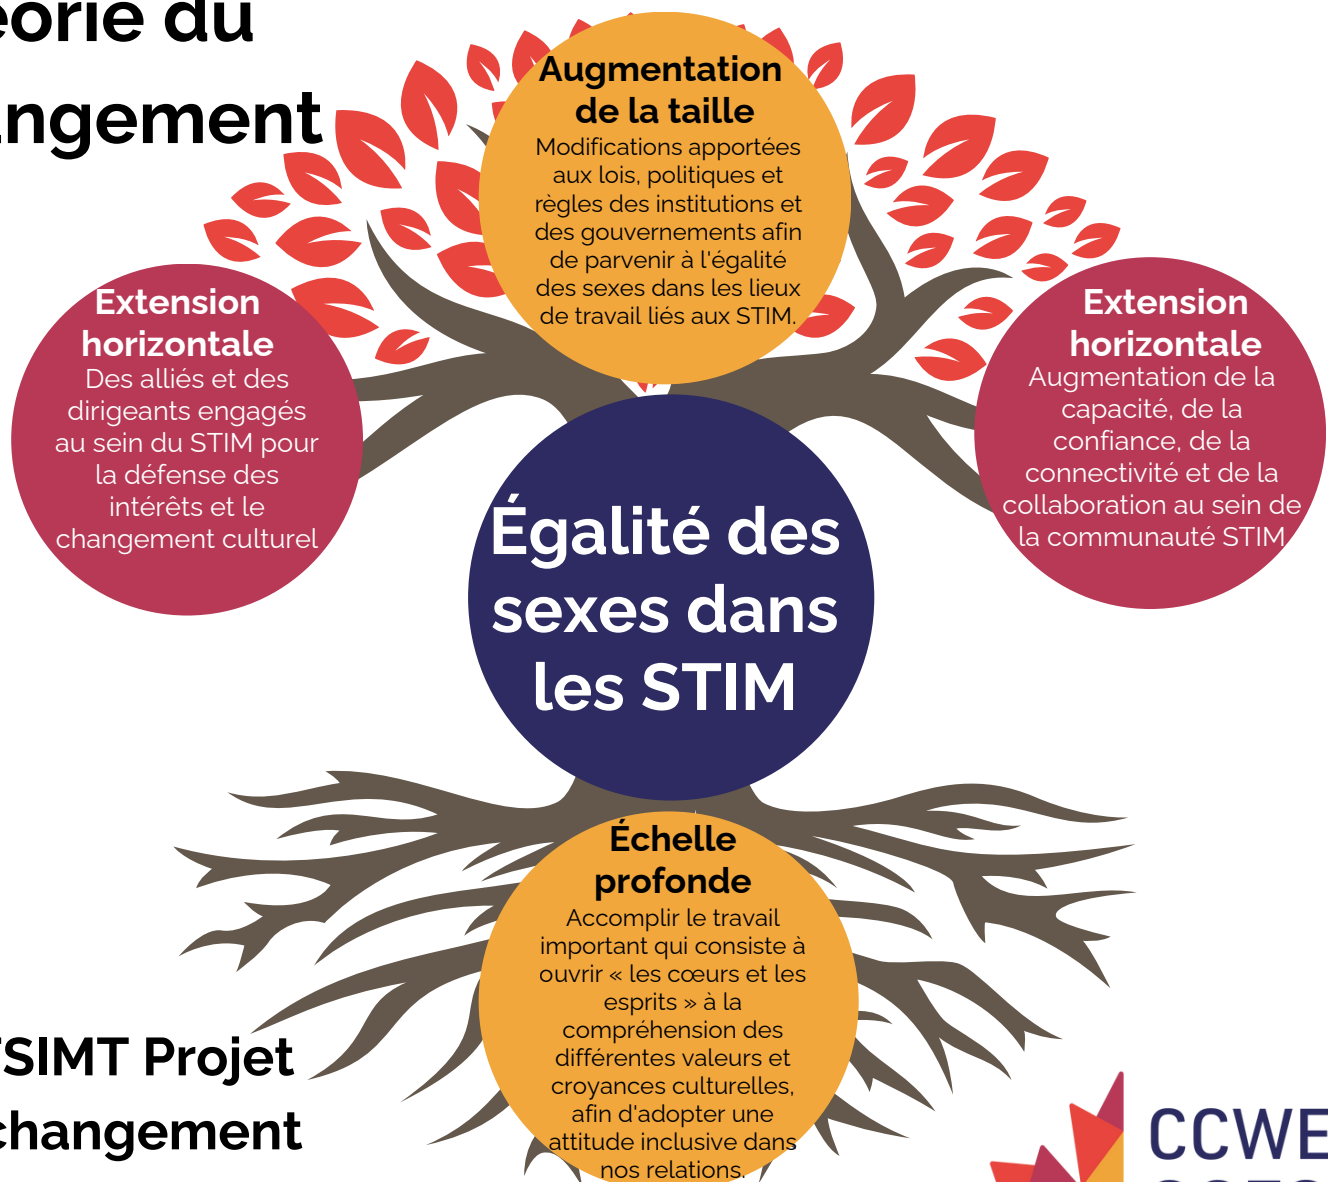 éorie du
angement
Augmentation
de la taille
Modifications apportées
aux lois, politiques et
règles des institutions et
des gouvernements afin
de parvenir à l'égalité
des sexes dans les lieux
de travail liés aux STIM.
Extension
horizontale
Des alliés et des
dirigeants engagés
au sein du STIM pour
la défense des
intérêts et le
changement culturel
Extension
horizontale
Augmentation de la
capacité, de la
confiance, de la
connectivité et de la
collaboration au sein de
la communauté STIM
Égalité des
sexes dans
les STIM
Échelle
profonde
Accomplir le travail
important qui consiste à
ouvrir « les cœurs et les
esprits » à la
compréhension des
différentes valeurs et
croyances culturelles,
afin d'adopter une
attitude inclusive dans
nos relations.
FSIMT Projet
changement
CCWE